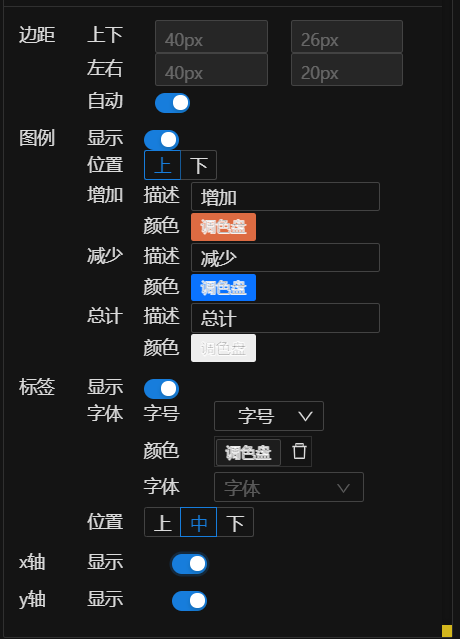 边距 上下 40px 26px
左右 40px 20px
自动
图例 显示
位置 上 下
增加 描述 增加
颜色 调色盘
减少 描述 减少
颜色 调色盘
总计 描述 总计
颜色 调色盘
标签 显示
字体 字号 字号
颜色 调色盘
字体 字体
位置 上 中 下
x轴 显示
y轴 显示